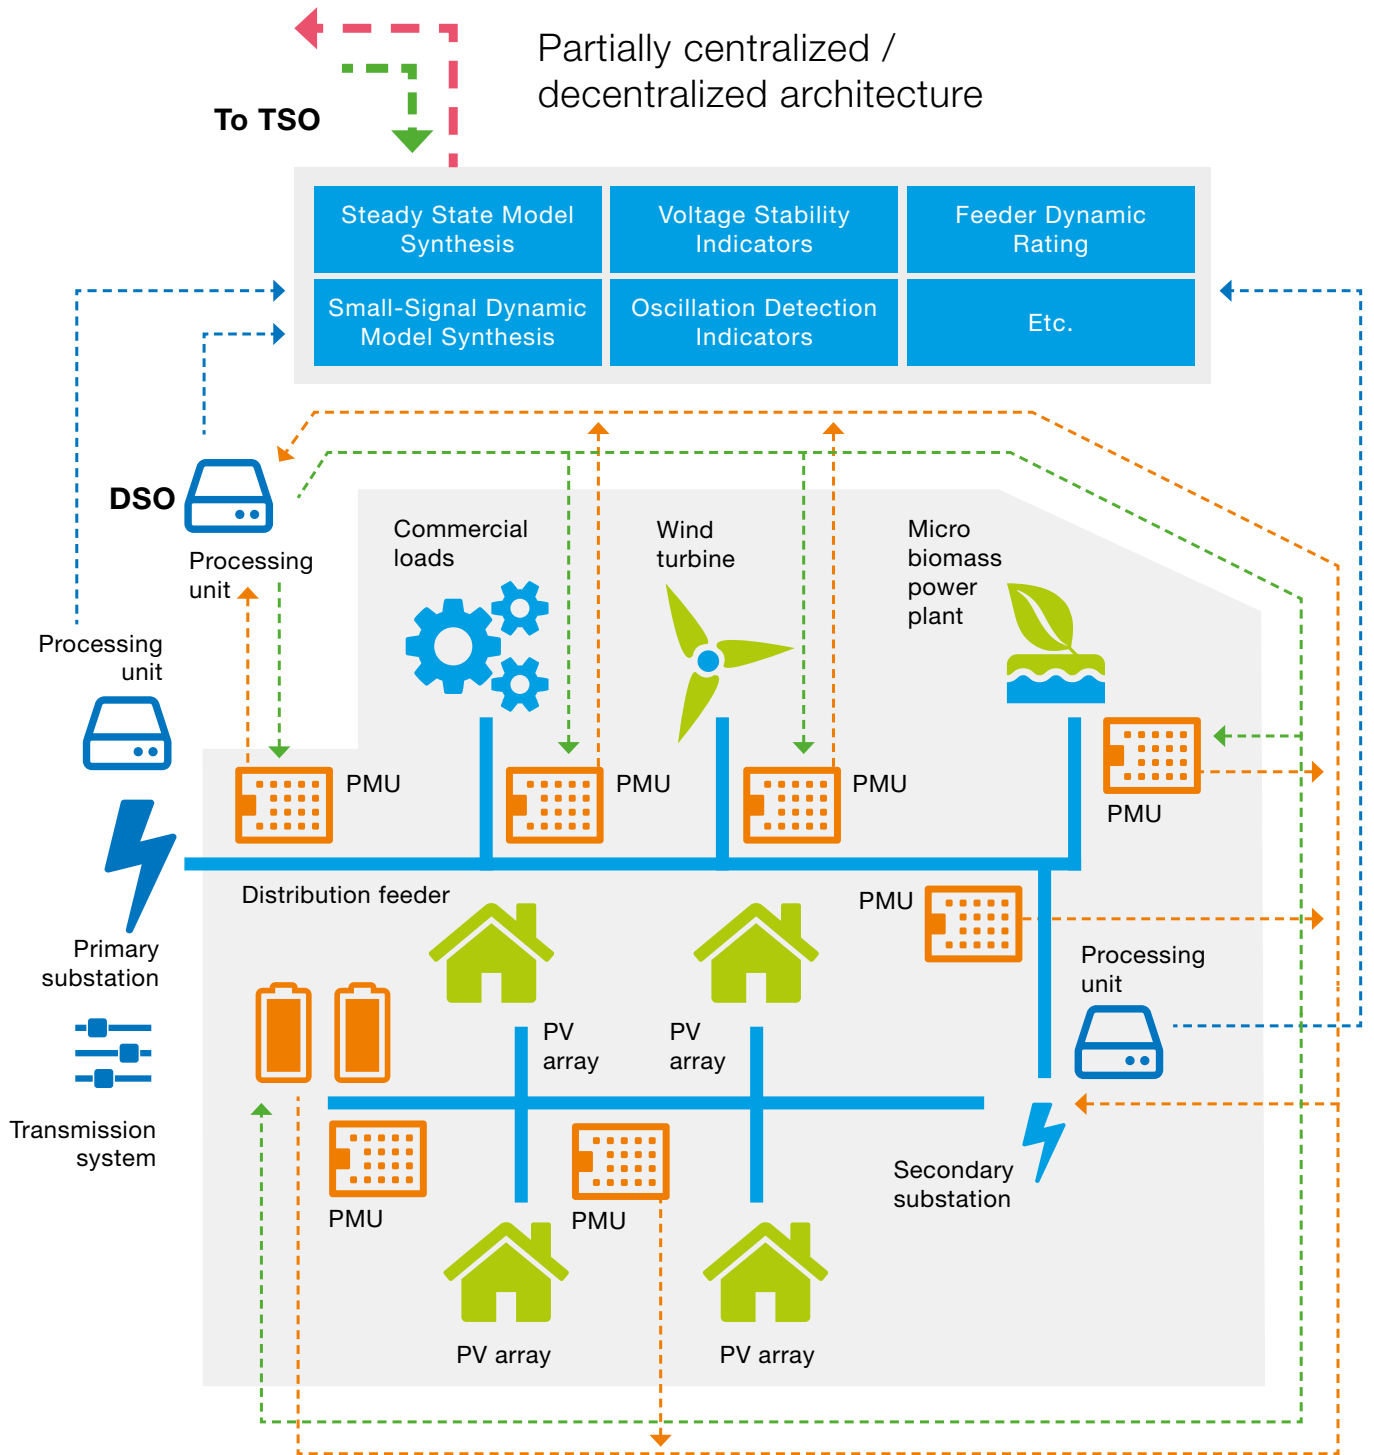 Partially centralized /
decentralized architecture
To TSO
Steady State Model
Synthesis
Voltage Stability
Indicators
Feeder Dynamic
Rating
Small-Signal Dynamic
Model Synthesis
Oscillation Detection
Indicators
Etc.
DSO
Processing
unit
Commercial
loads
Wind
turbine
Micro
biomass
power
plant
Processing
unit
PMU
PMU
PMU
PMU
Distribution feeder
PMU
Primary
substation
Processing
unit
PV
array
PV
array
Transmission
system
Secondary
substation
PMU
PMU
PV array
PV array